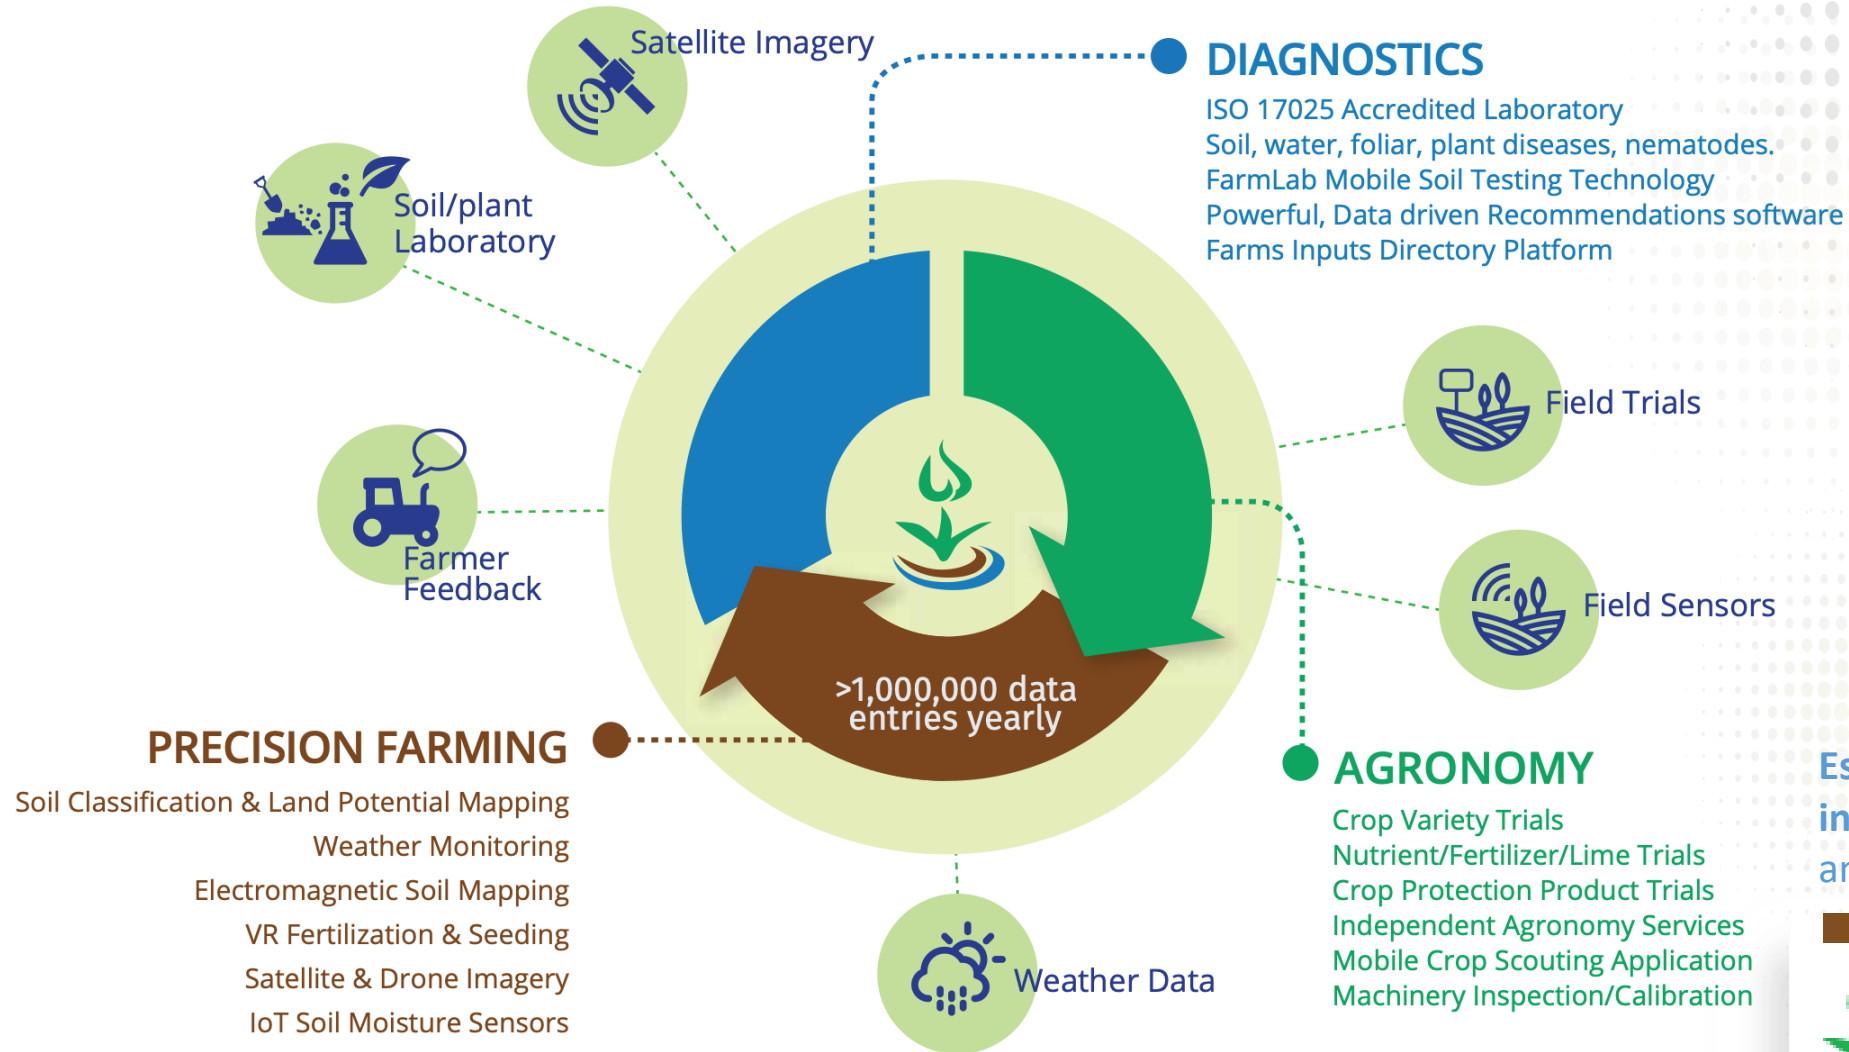 Satellite Imagery
DIAGNOSTICS
ISO 17025 Accredited Laboratory
Soil, water, foliar, plant diseases, nematodes.
FarmLab Mobile Soil Testing Technology
Powerful, Data driven Recommendations software
Farms Inputs Directory Platform
Soil/plant
Laboratory
Field Trials
Farmer
Feedback
Field Sensors
>1,000,000 data
entries yearly
PRECISION FARMING
Soil Classification & Land Potential Mapping
Weather Monitoring
Electromagnetic Soil Mapping
VR Fertilization & Seeding
Satellite & Drone Imagery
IoT Soil Moisture Sensors
Weather Data
AGRONOMY
Crop Variety Trials
Nutrient/Fertilizer/Lime Trials
Crop Protection Product Trials
Independent Agronomy Services
Mobile Crop Scouting Application
Machinery Inspection/Calibration